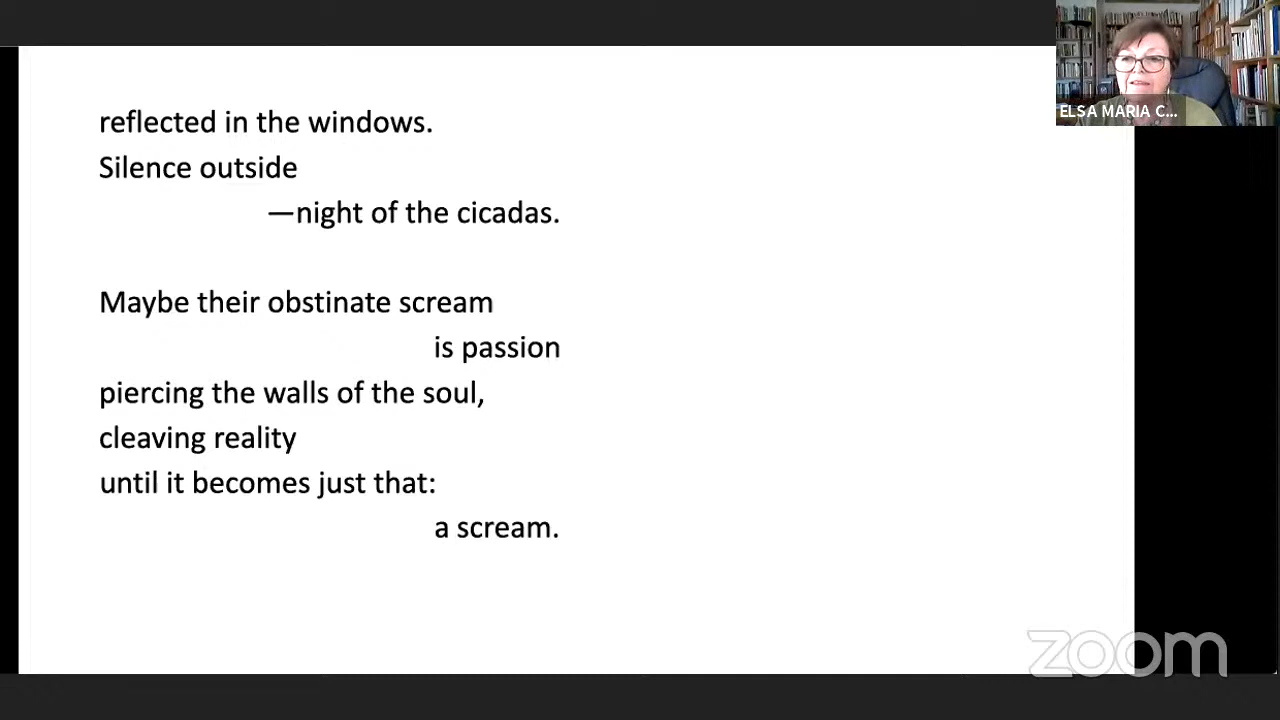 ELSA MARIA C...
reflected in the windows.
Silence outside
—night of the cicadas.
Maybe their obstinate scream
is passion
piercing the walls of the soul,
cleaving reality
until it becomes just that:
a scream.
zoom